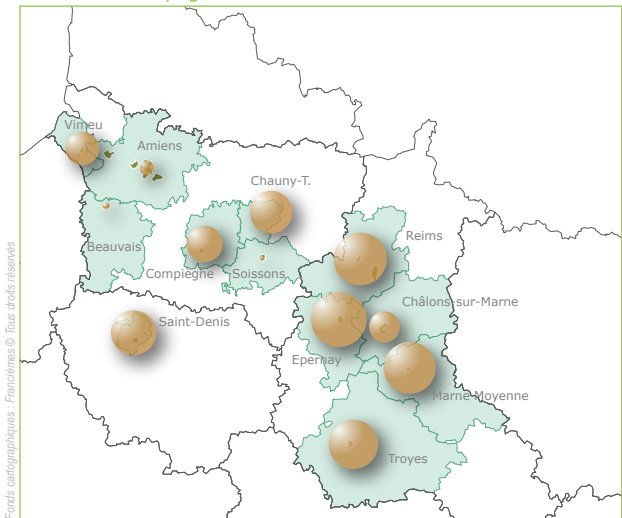 Vimeu
Amiens
Chauny-T.
Reims
Beauvais
Compiègne
Soissons
Châlons-sur-Marne
Saint-Denis
Epernay
Marne Moyenne
Troyes
Fonds cartographiques : Francièmes © Tous droits réservés